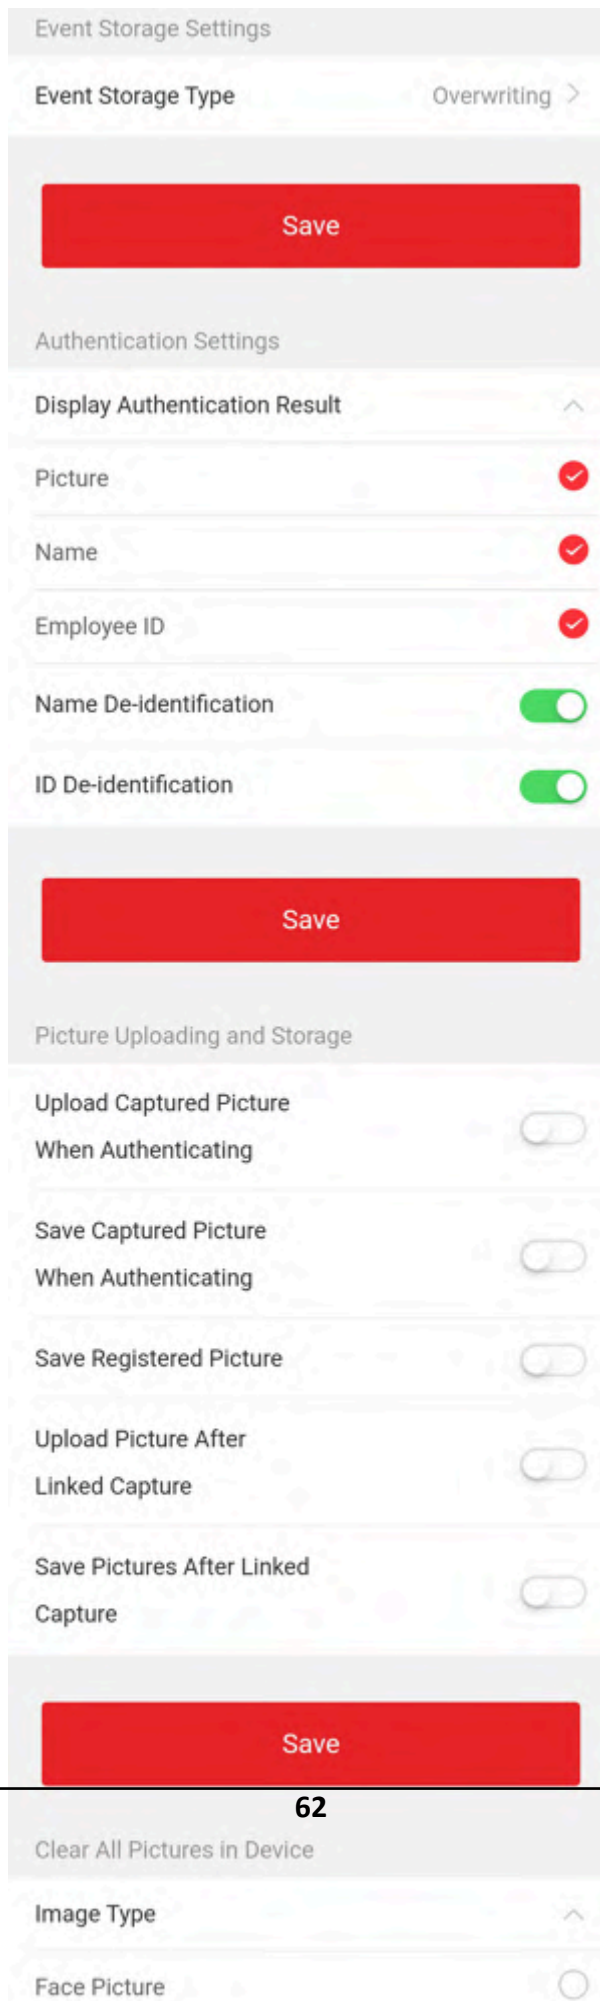 Event Storage Settings
Event Storage Type Overwriting
Save
Authentication Settings
Display Authentication Result
Picture
Name
Employee ID
Name De-identification
ID De-identification
Save
Picture Uploading and Storage
Upload Captured Picture
When Authenticating
Save Captured Picture
When Authenticating
Save Registered Picture
Upload Picture After
Linked Capture
Save Pictures After Linked
Capture
Save
62
Clear All Pictures in Device
Image Type
Face Picture